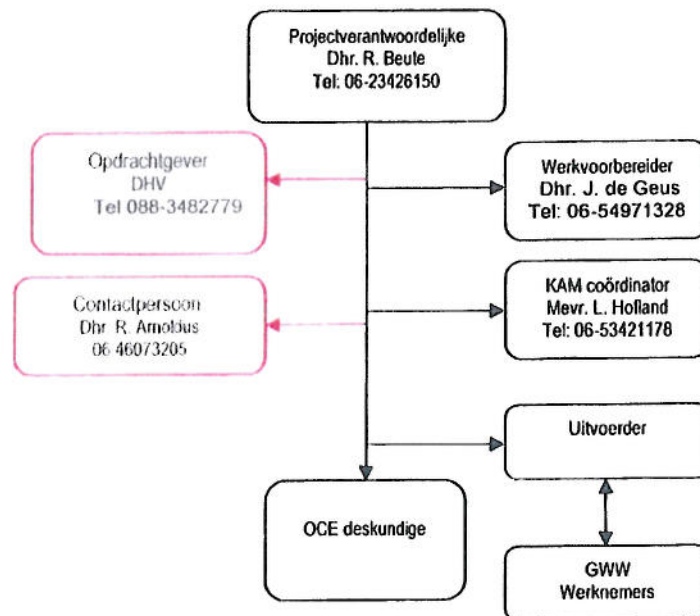 Projectverantwoordelijke
Dhr. R. Beute
Tel: 06-23426150
Opdrachtgever
DHV
Tel 088-3482779
Werkvoorbereider
Dhr. J. de Geus
Tel: 06-54971328
Contactpersoon
Dhr. R. Arnoldus
06 46073205
KAM coördinator
Mevr. L. Holland
Tel: 06-53421178
Uitvoerder
OCE deskundige
GWW
Werknemers